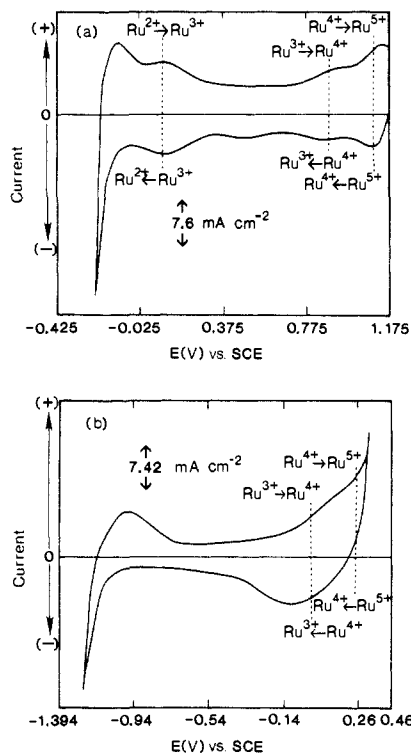 (a)
(+)
Ru²⁺→Ru³⁺
Ru⁴⁺→Ru⁵⁺
Ru³⁺→Ru⁴⁺
0
Current
Ru²⁺←Ru³⁺
Ru³⁺←Ru⁴⁺
Ru⁴⁺←Ru⁵⁺
7.6 mA cm⁻²
(−)
-0.425 -0.025 0.375 0.775 1.175
E(V) vs. SCE
(b)
(+)
7.42 mA cm⁻²
Ru⁴⁺→Ru⁵⁺
Ru³⁺→Ru⁴⁺
0
Current
Ru⁴⁺←Ru⁵⁺
Ru³⁺←Ru⁴⁺
(−)
-1.394 -0.94 -0.54 -0.14 0.26 0.46
E(V) vs SCE